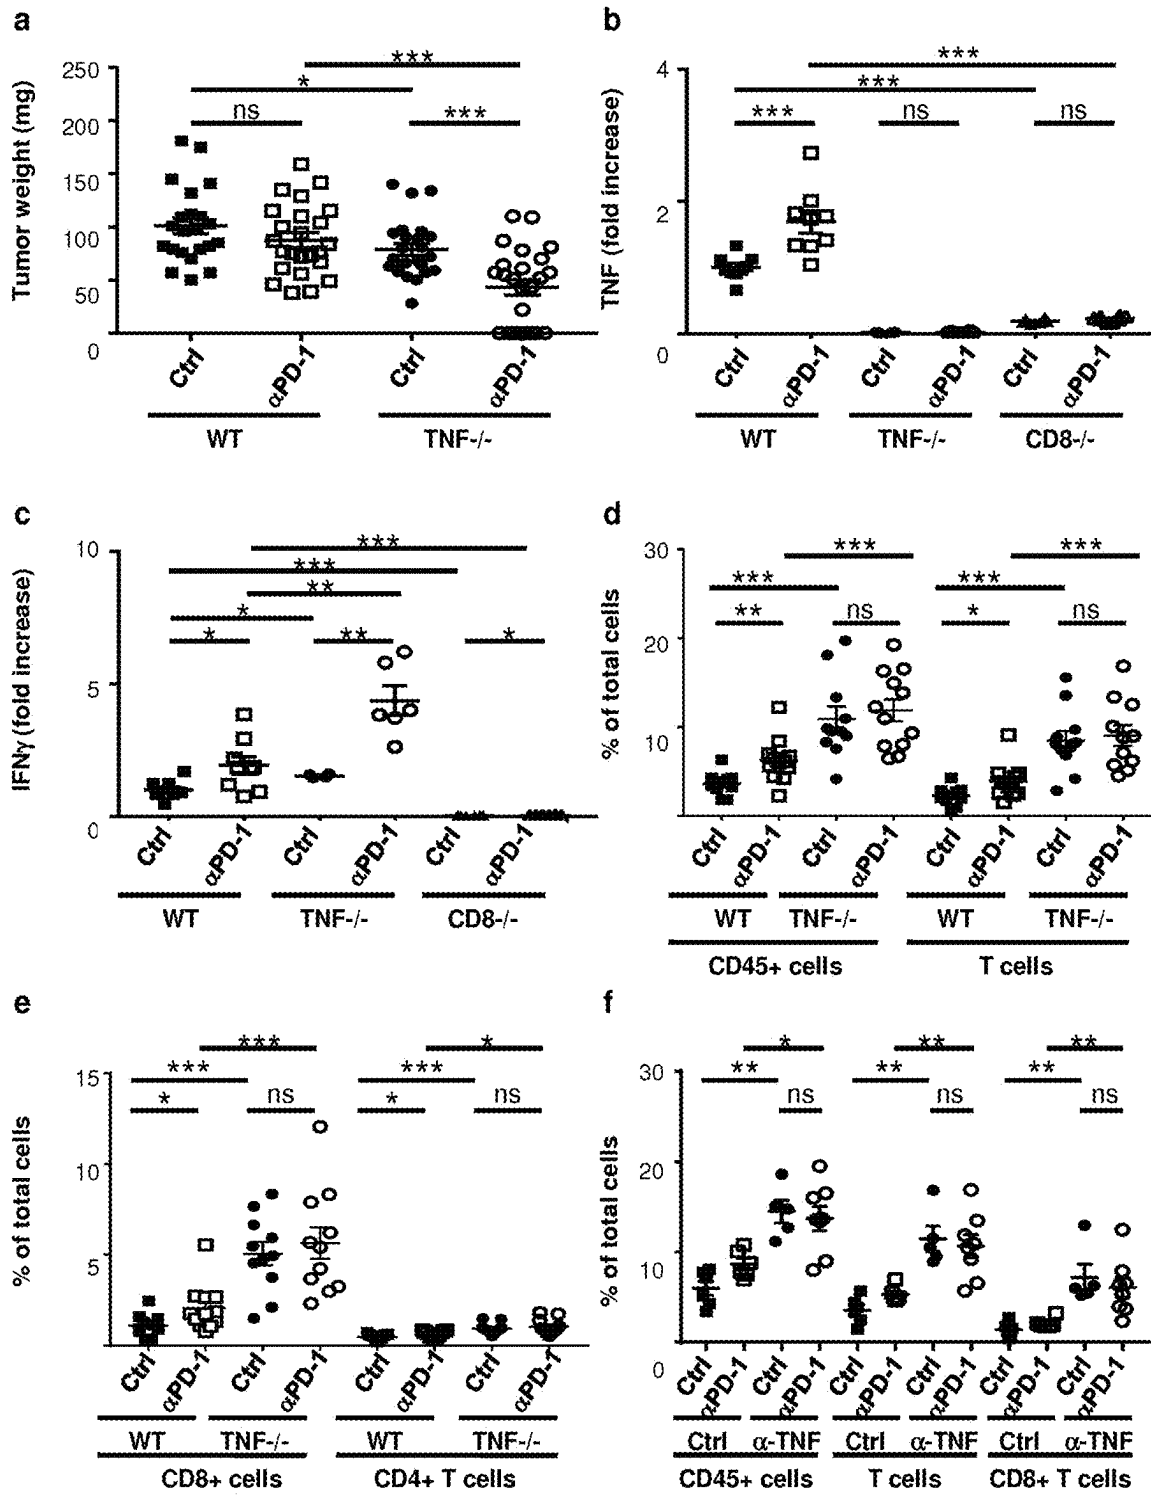 a
Tumor weight (mg)
250
200
150
100
50
0
***
*
ns
***
Ctrl
αPD-1
Ctrl
αPD-1
WT
TNF-/-
b
TNF (fold increase)
4
2
0
***
***
***
ns
ns
Ctrl
αPD-1
Ctrl
αPD-1
Ctrl
αPD-1
WT
TNF-/-
CD8-/-
c
IFNγ (fold increase)
10
5
0
***
***
**
*
*
**
*
Ctrl
αPD-1
Ctrl
αPD-1
Ctrl
αPD-1
WT
TNF-/-
CD8-/-
d
% of total cells
30
20
10
***
***
***
***
**
ns
*
ns
Ctrl
αPD-1
Ctrl
αPD-1
Ctrl
αPD-1
Ctrl
αPD-1
WT
TNF-/-
WT
TNF-/-
CD45+ cells
T cells
e
% of total cells
15
10
5
***
*
***
***
*
ns
*
ns
Ctrl
αPD-1
Ctrl
αPD-1
Ctrl
αPD-1
Ctrl
αPD-1
WT
TNF-/-
WT
TNF-/-
CD8+ cells
CD4+ T cells
f
% of total cells
30
20
10
0
*
**
**
**
**
**
ns
ns
ns
Ctrl
αPD-1
Ctrl
αPD-1
Ctrl
αPD-1
Ctrl
αPD-1
Ctrl
αPD-1
Ctrl
αPD-1
Ctrl
α-TNF
Ctrl
α-TNF
Ctrl
α-TNF
CD45+ cells
T cells
CD8+ T cells